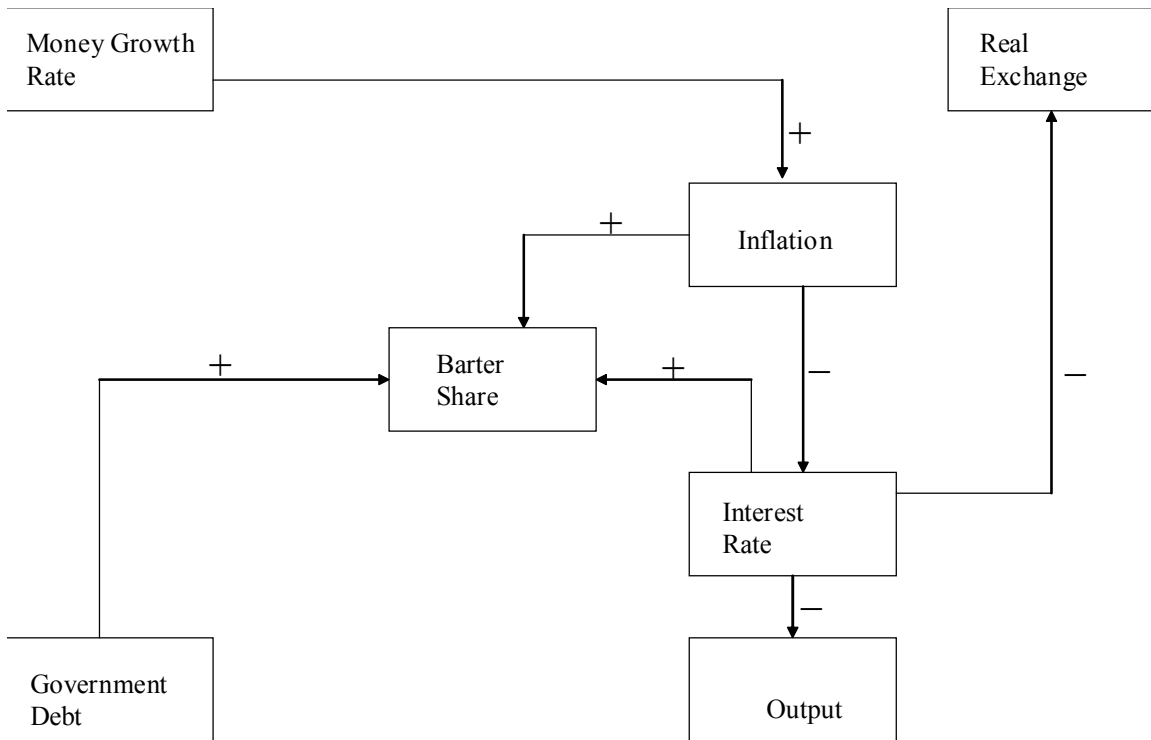 Money Growth
Rate
Real
Exchange
+
+
Inflation
+
Barter
Share
+
−
−
Interest
Rate
−
Government
Debt
Output